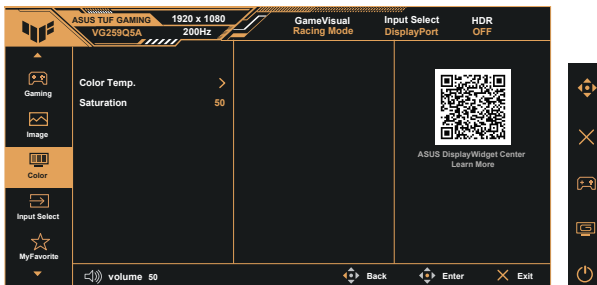 ASUS TUF GAMING 1920 x 1080 GameVisual Input Select HDR
VG259Q5A 200Hz Racing Mode DisplayPort OFF
Gaming
Image
Color
Input Select
MyFavorite
Color Temp.
Saturation 50
ASUS DisplayWidget Center
Learn More
volume 50 Back Enter Exit